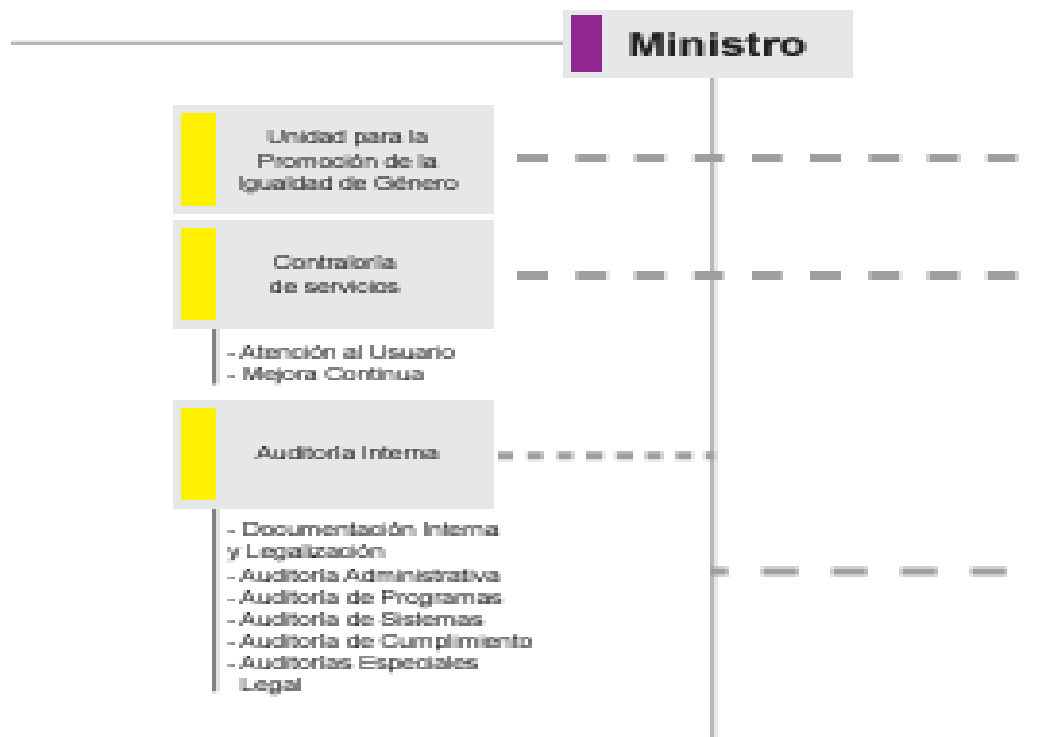 Ministro
Unidad para la
Promoción de la
Igualdad de Género
Contraloría
de servicios
- Atención al Usuario
- Mejora Continua
Auditoría Interna
- Documentación Interna
y Legalización
- Auditoría Administrativa
- Auditoría de Programas
- Auditoría de Sistemas
- Auditoría de Cumplimiento
- Auditorías Especiales
Legal